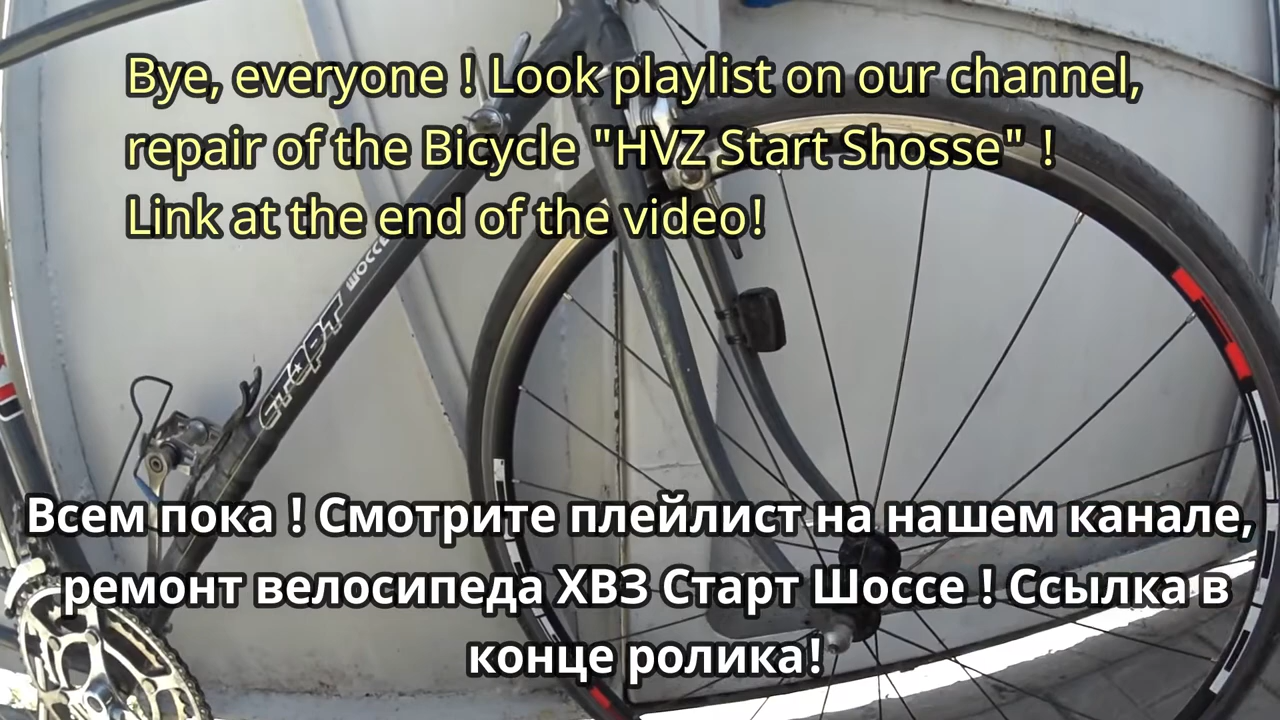 Bye, everyone ! Look playlist on our channel,
repair of the Bicycle "HVZ Start Shosse" !
Link at the end of the video!
СТАРТ ШОССЕ
Всем пока ! Смотрите плейлист на нашем канале,
ремонт велосипеда ХВЗ Старт Шоссе ! Ссылка в
конце ролика!